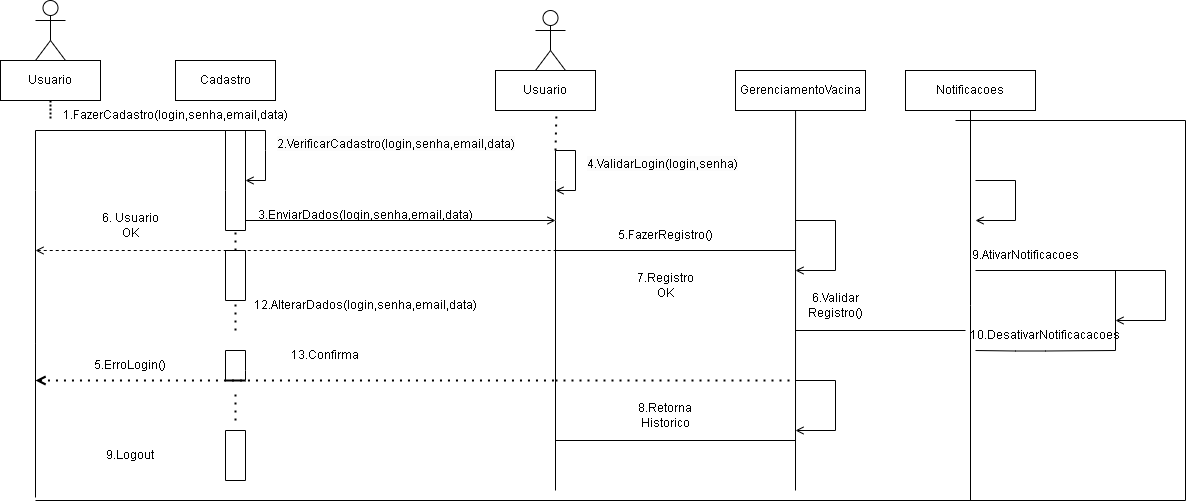 Usuario
Cadastro
Usuario
GerenciamentoVacina
Notificacoes
1.FazerCadastro(login,senha,email,data)
2.VerificarCadastro(login,senha,email,data)
4.ValidarLogin(login,senha)
3.EnviarDados(login,senha,email,data)
6. Usuario
OK
5.FazerRegistro()
9.AtivarNotificacoes
7.Registro
OK
6.Validar
Registro()
12.AlterarDados(login,senha,email,data)
10.DesativarNotificacacoes
13.Confirma
5.ErroLogin()
8.Retorna
Historico
9.Logout